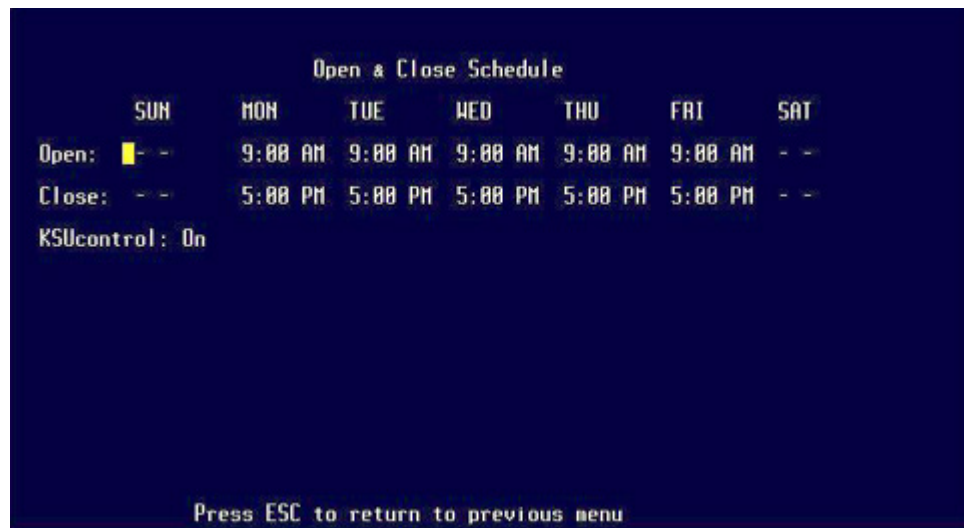 Open & Close Schedule
SUN MON TUE WED THU FRI SAT
Open: - - 9:00 AM 9:00 AM 9:00 AM 9:00 AM 9:00 AM - -
Close: - - 5:00 PM 5:00 PM 5:00 PM 5:00 PM 5:00 PM - -
KSUcontrol: On
Press ESC to return to previous menu